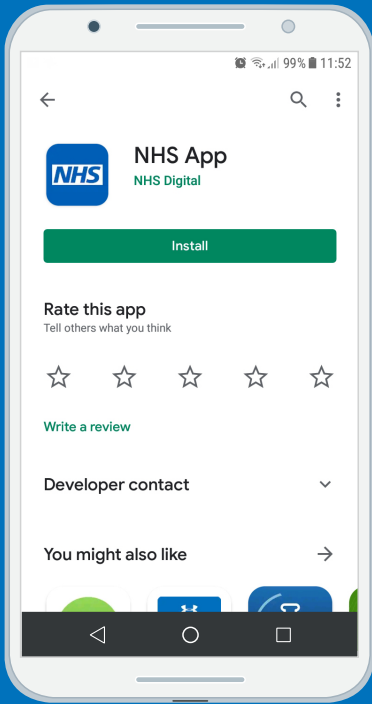 99% 11:52
NHS
NHS App
NHS Digital
Install
Rate this app
Tell others what you think
Write a review
Developer contact
You might also like